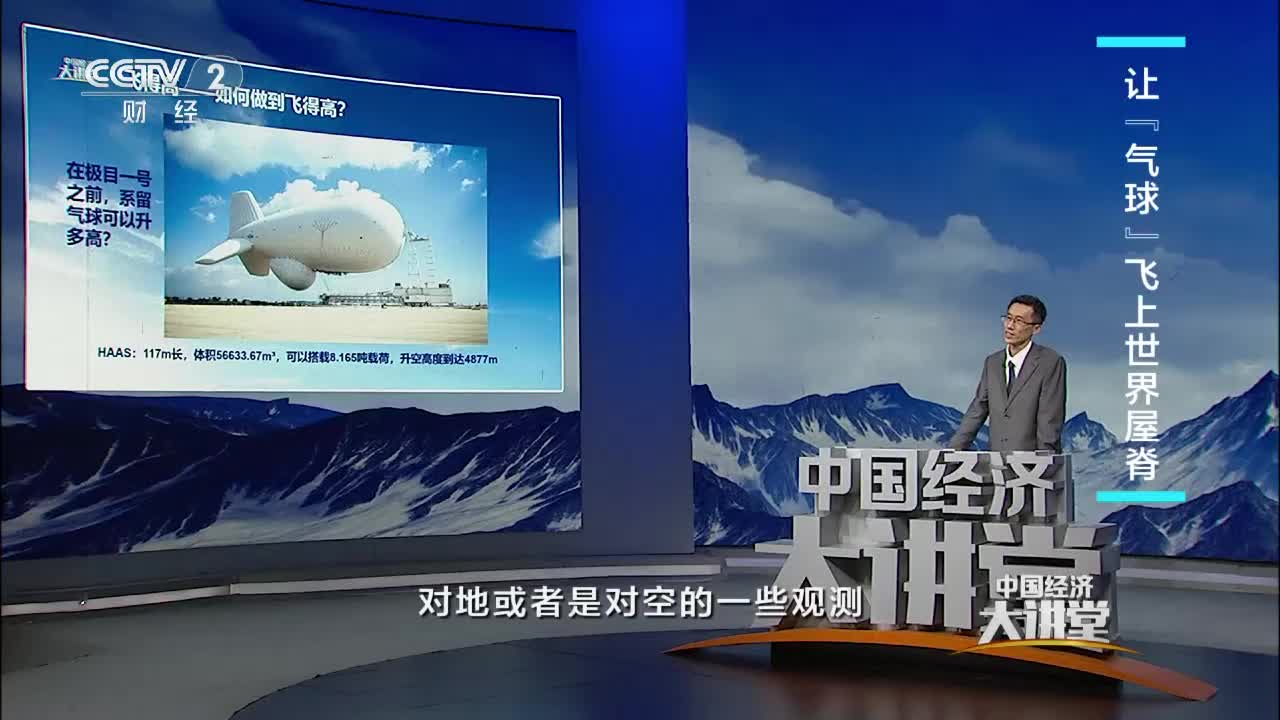 CCTV 2
财经
飞得高 如何做到飞得高?
在极目一号
之前,系留
气球可以升
多高?
HAAS：117m长，体积56633.67m³，可以搭载8.165吨载荷，升空高度到达4877m
让『气球』飞上世界屋脊
中国经济
大讲堂
对地或者是对空的一些观测
中国经济
大讲堂